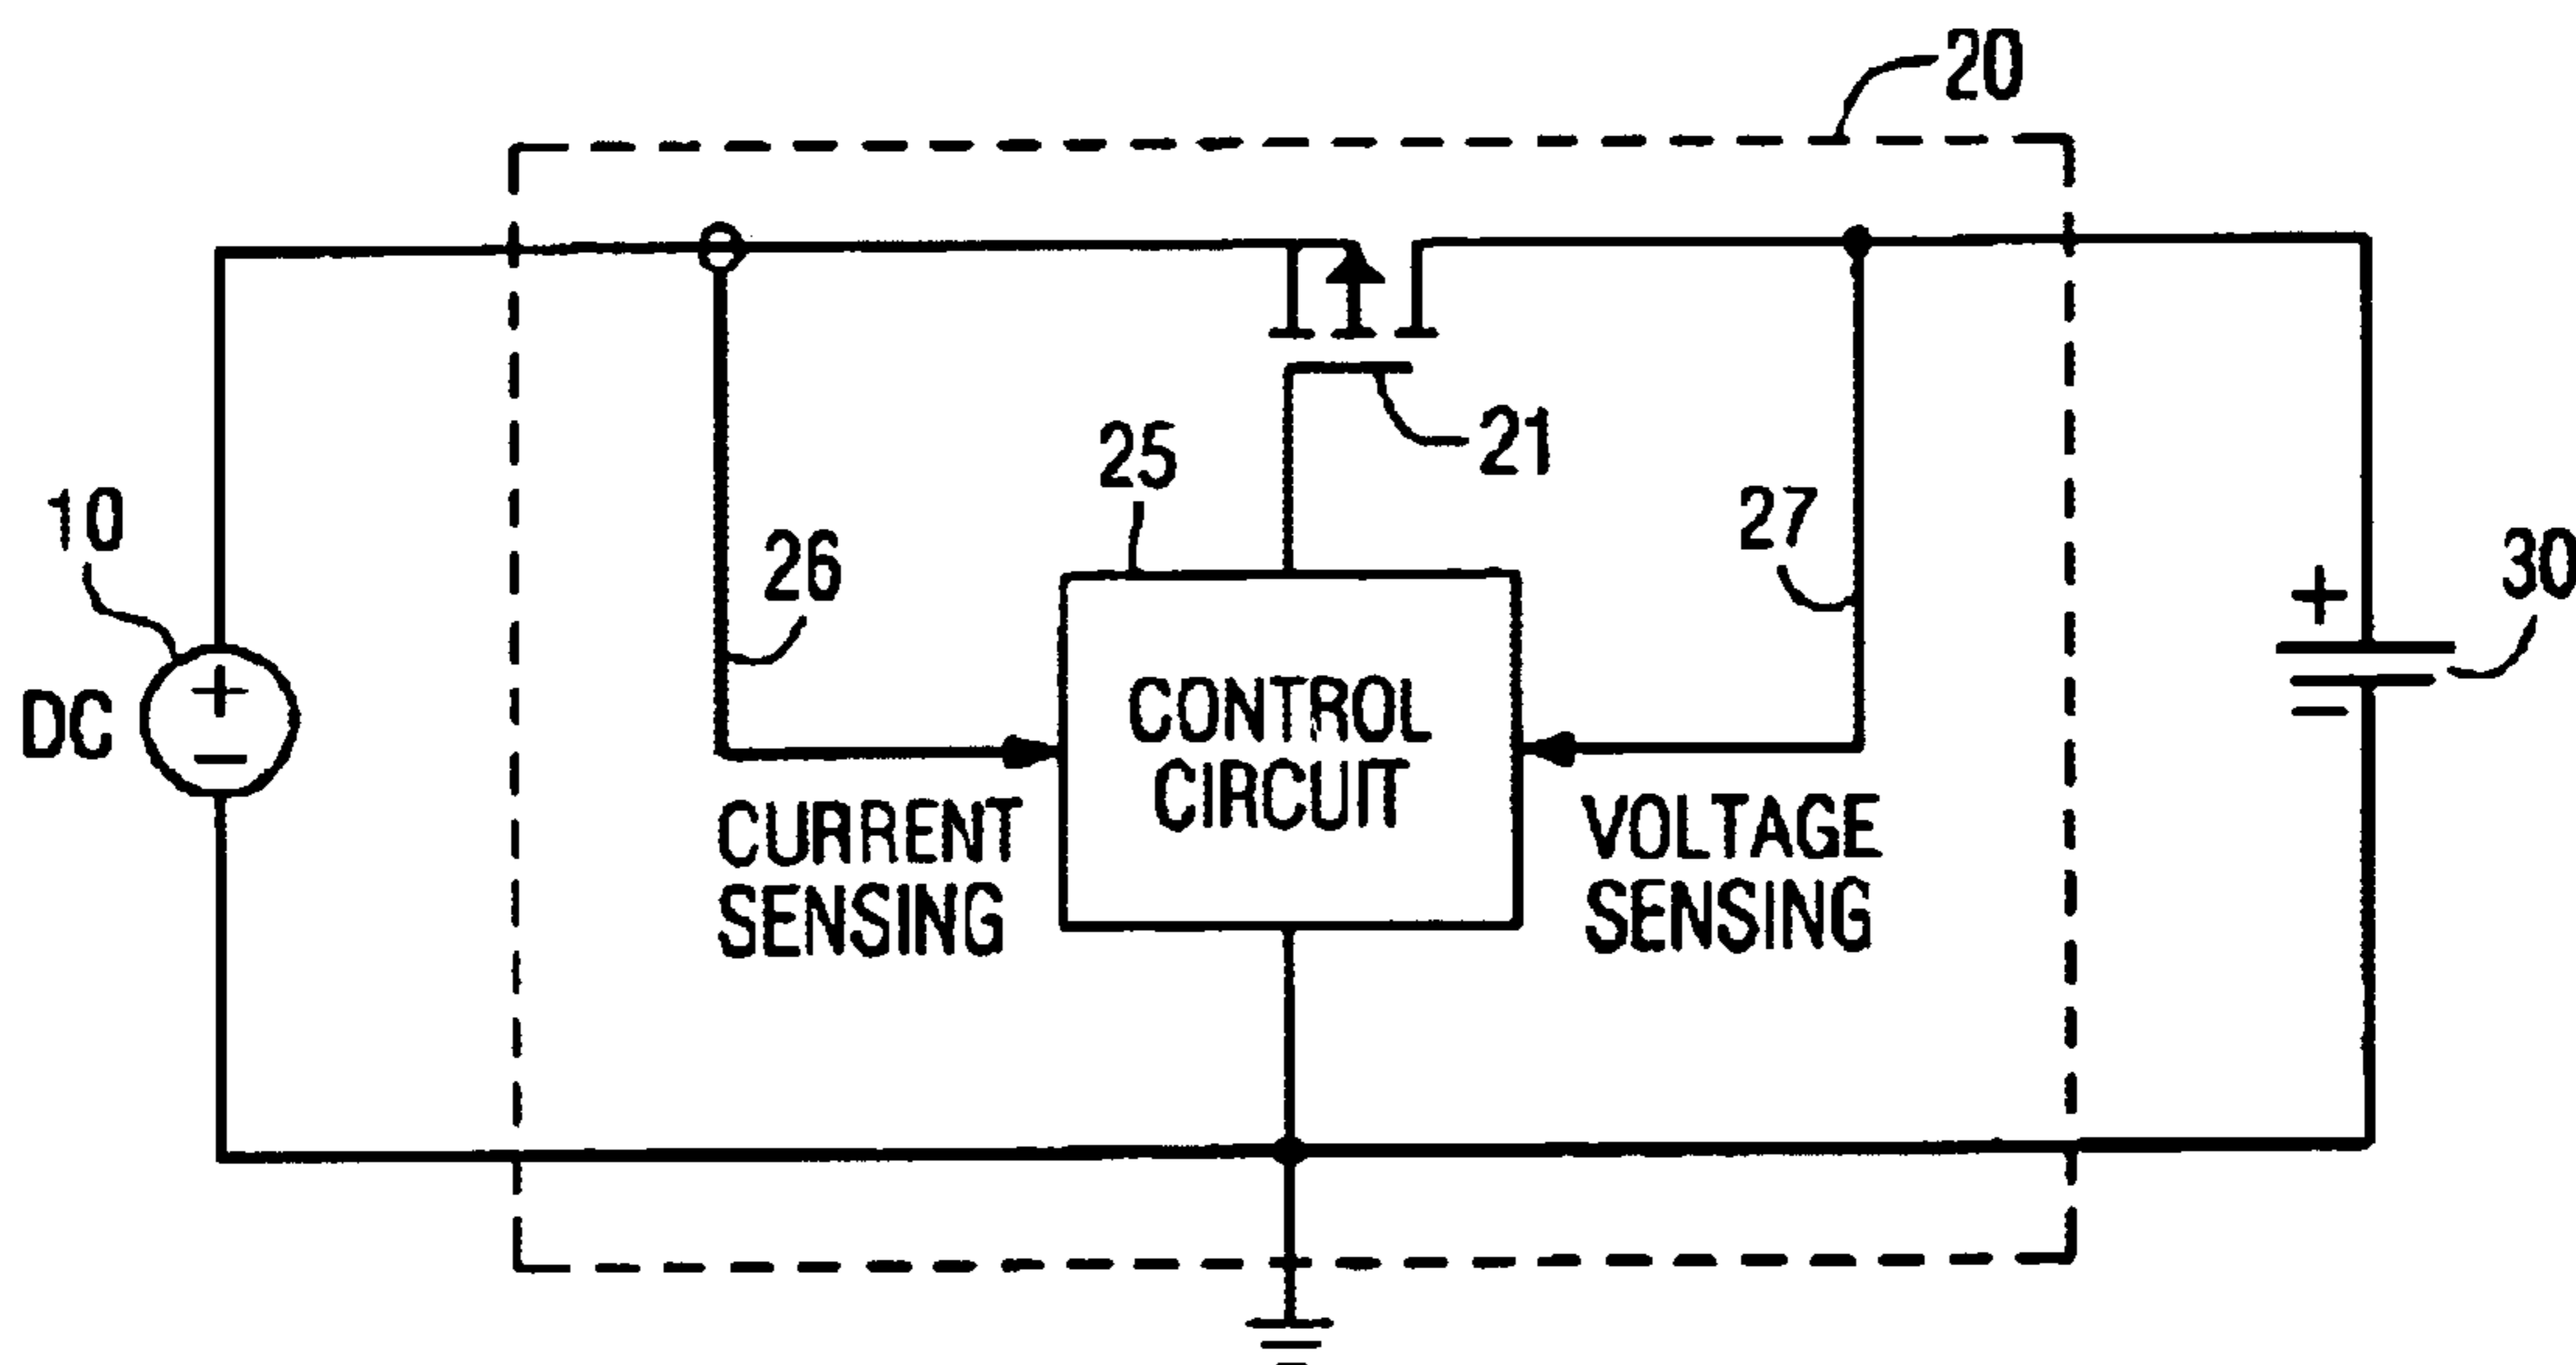 20
21
25
10
26
27
30
+
+
−
DC
−
CONTROL
CIRCUIT
CURRENT
SENSING
VOLTAGE
SENSING